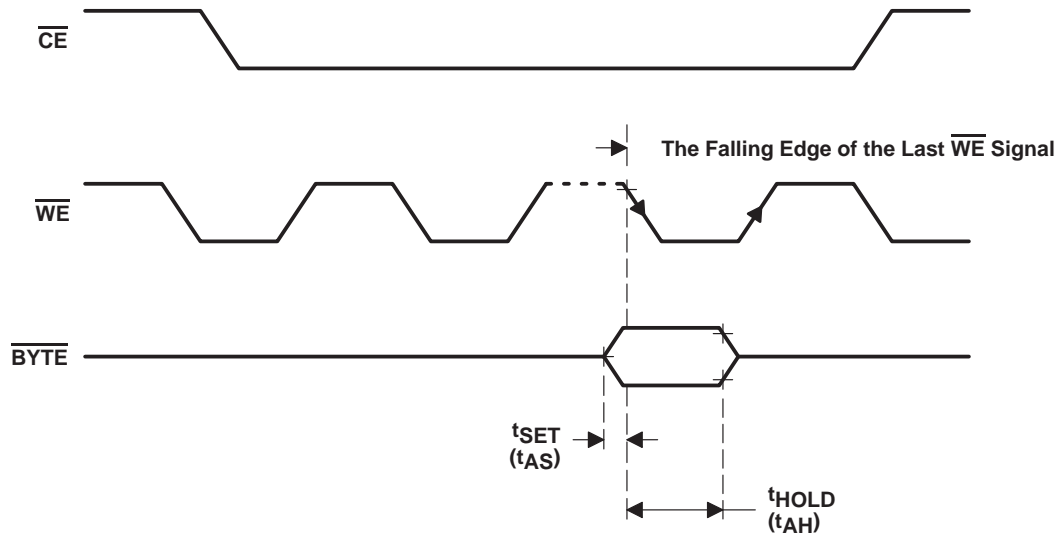 CE
The Falling Edge of the Last WE Signal
WE
BYTE
tSET
(tAS)
tHOLD
(tAH)